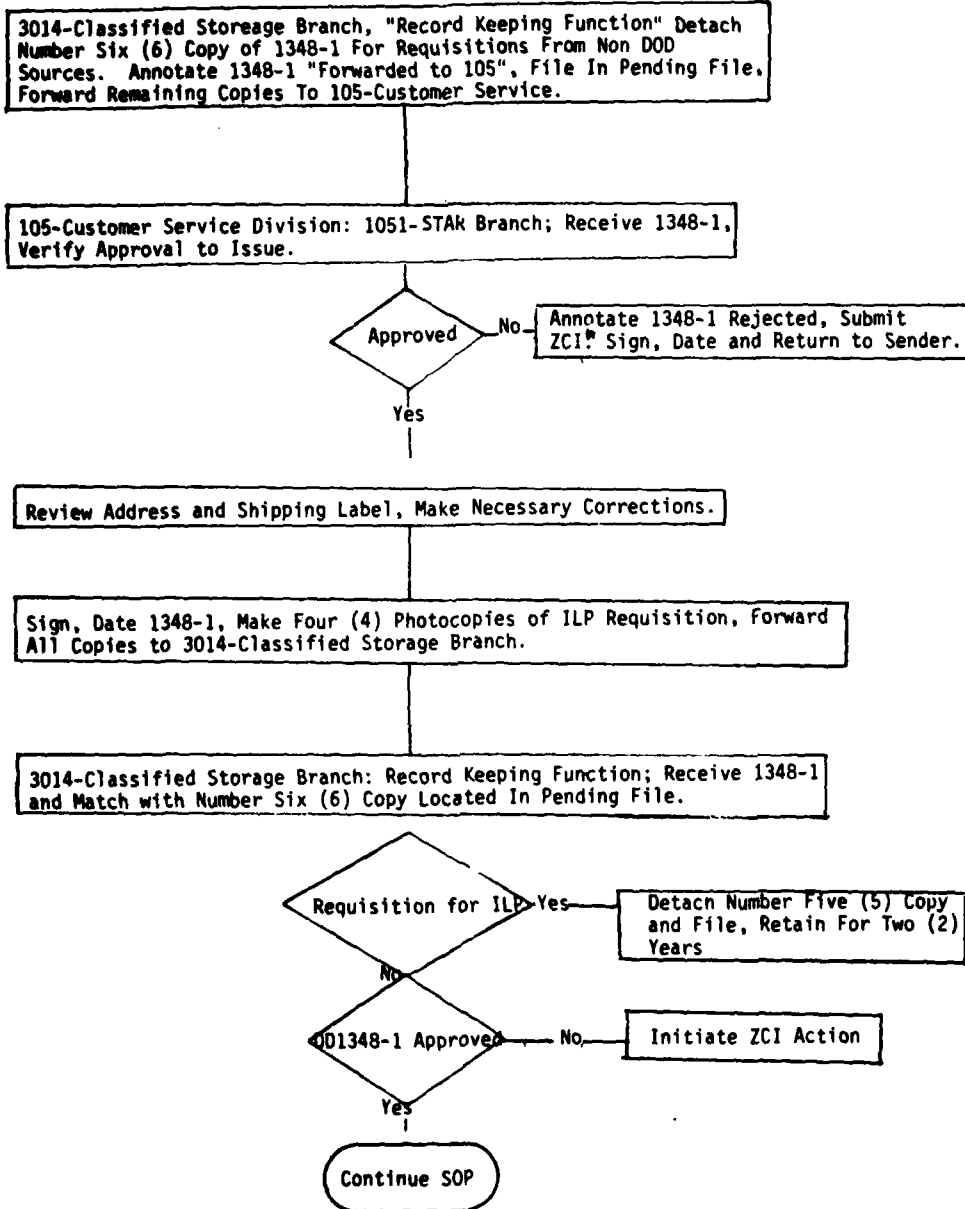 3014-Classified Storeage Branch, "Record Keeping Function" Detach
Number Six (6) Copy of 1348-1 For Requisitions From Non DOD
Sources. Annotate 1348-1 "Forwarded to 105", File In Pending File,
Forward Remaining Copies To 105-Customer Service.
105-Customer Service Division: 1051-STAR Branch; Receive 1348-1,
Verify Approval to Issue.
Approved
No
Annotate 1348-1 Rejected, Submit
ZCI. Sign, Date and Return to Sender.
Yes
Review Address and Shipping Label, Make Necessary Corrections.
Sign, Date 1348-1, Make Four (4) Photocopies of ILP Requisition, Forward
All Copies to 3014-Classified Storage Branch.
3014-Classified Storage Branch: Record Keeping Function; Receive 1348-1
and Match with Number Six (6) Copy Located In Pending File.
Requisition for ILP
Yes
Detach Number Five (5) Copy
and File, Retain For Two (2)
Years
No
DD1348-1 Approved
No
Initiate ZCI Action
Yes
Continue SOP